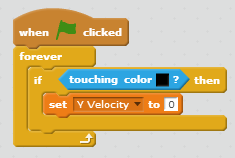 when clicked
forever
if touching color ? then
set Y Velocity to 0